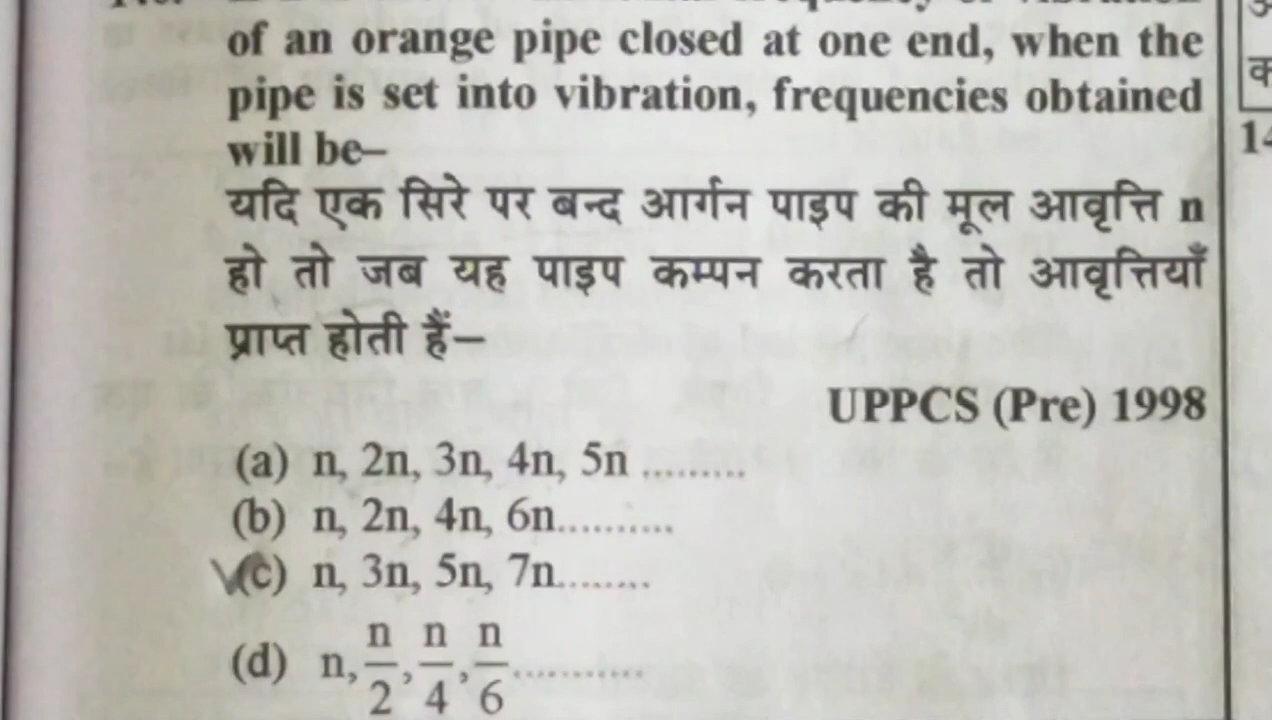 of an orange pipe closed at one end, when the
pipe is set into vibration, frequencies obtained
will be–
यदि एक सिरे पर बन्द आर्गन पाइप की मूल आवृत्ति n
हो तो जब यह पाइप कम्पन करता है तो आवृत्तियाँ
प्राप्त होती हैं–
UPPCS (Pre) 1998
(a) n, 2n, 3n, 4n, 5n .........
(b) n, 2n, 4n, 6n..........
(c) n, 3n, 5n, 7n........
(d) n, n/2, n/4, n/6...........